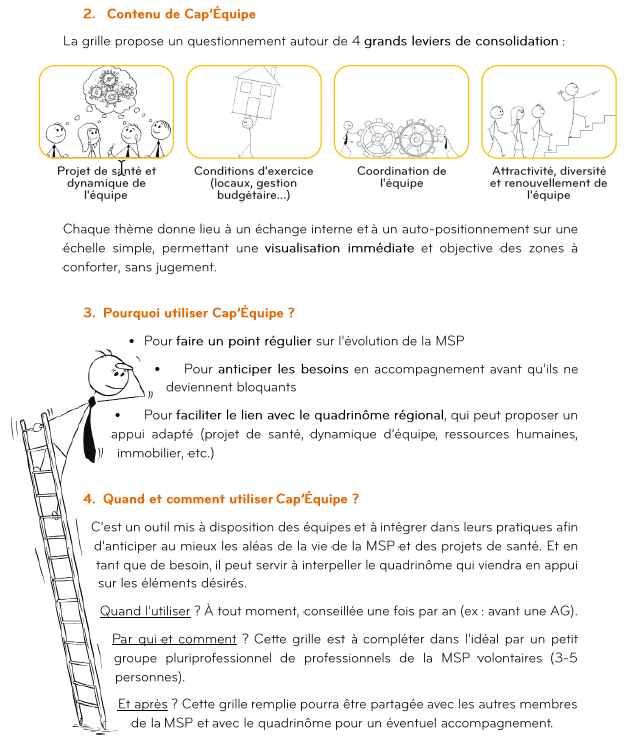 2. Contenu de Cap'Équipe
La grille propose un questionnement autour de 4 grands leviers de consolidation :
Projet de santé et
dynamique de
l'équipe
Conditions d'exercice
(locaux, gestion
budgétaire...)
Coordination de
l'équipe
Attractivité, diversité
et renouvellement de
l'équipe
Chaque thème donne lieu à un échange interne et à un auto-positionnement sur une
échelle simple, permettant une visualisation immédiate et objective des zones à
conforter, sans jugement.
3. Pourquoi utiliser Cap'Équipe ?
• Pour faire un point régulier sur l'évolution de la MSP
• Pour anticiper les besoins en accompagnement avant qu'ils ne
deviennent bloquants
• Pour faciliter le lien avec le quadrinôme régional, qui peut proposer un
appui adapté (projet de santé, dynamique d'équipe, ressources humaines,
immobilier, etc.)
4. Quand et comment utiliser Cap'Équipe ?
C'est un outil mis à disposition des équipes et à intégrer dans leurs pratiques afin
d'anticiper au mieux les aléas de la vie de la MSP et des projets de santé. Et en
tant que de besoin, il peut servir à interpeller le quadrinôme qui viendra en appui
sur les éléments désirés.
Quand l'utiliser ? À tout moment, conseillée une fois par an (ex : avant une AG).
Par qui et comment ? Cette grille est à compléter dans l'idéal par un petit
groupe pluriprofessionnel de professionnels de la MSP volontaires (3-5
personnes).
Et après ? Cette grille remplie pourra être partagée avec les autres membres
de la MSP et avec le quadrinôme pour un éventuel accompagnement.